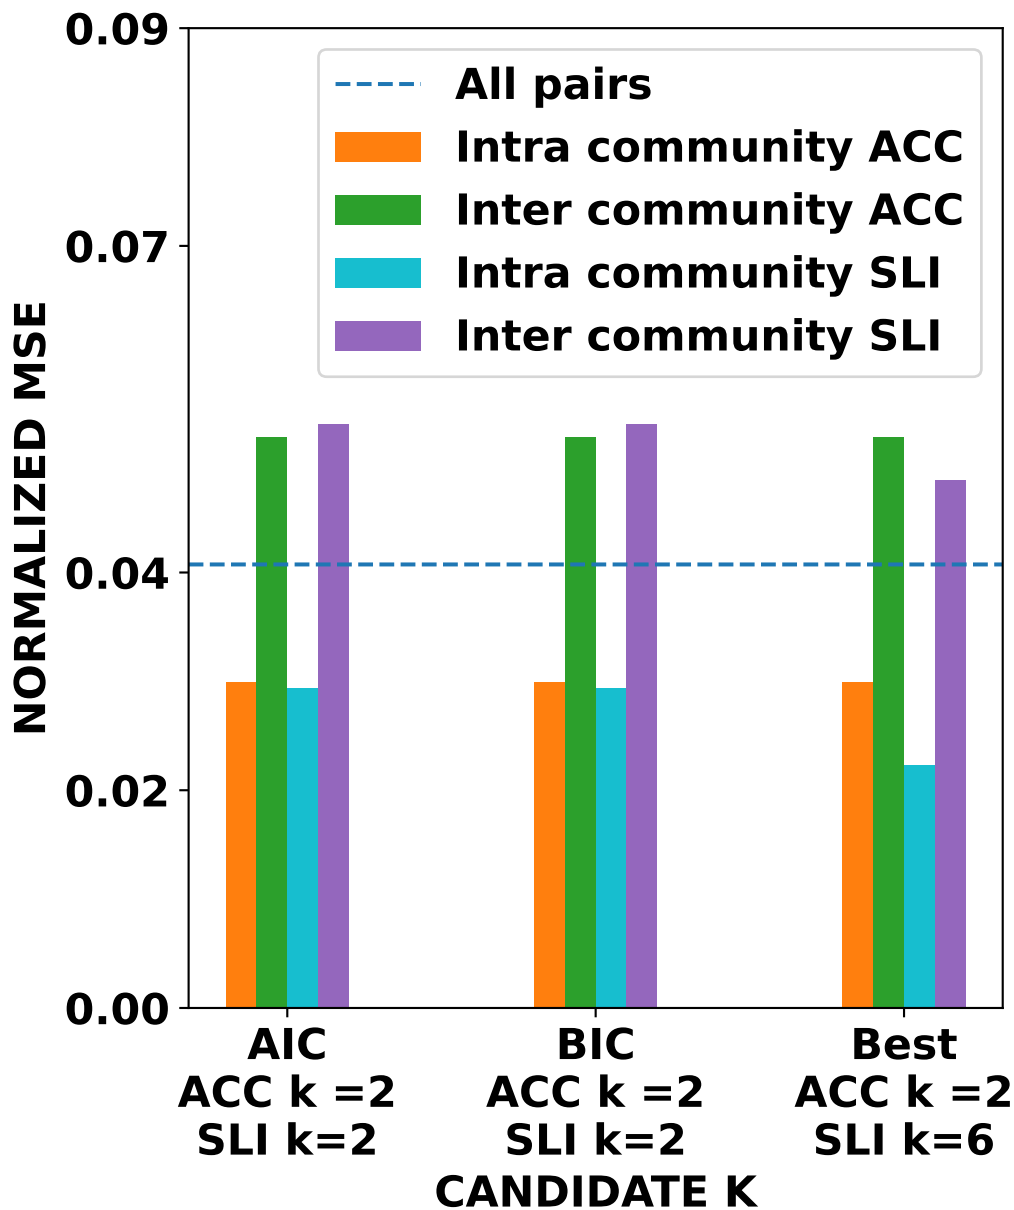 0.09
0.07
0.04
0.02
0.00
NORMALIZED MSE
All pairs
Intra community ACC
Inter community ACC
Intra community SLI
Inter community SLI
AIC
ACC k =2
SLI k=2
BIC
ACC k =2
SLI k=2
Best
ACC k =2
SLI k=6
CANDIDATE K